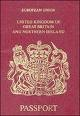 EUROPEAN UNION
UNITED KINGDOM OF
GREAT BRITAIN
AND NORTHERN IRELAND
PASSPORT